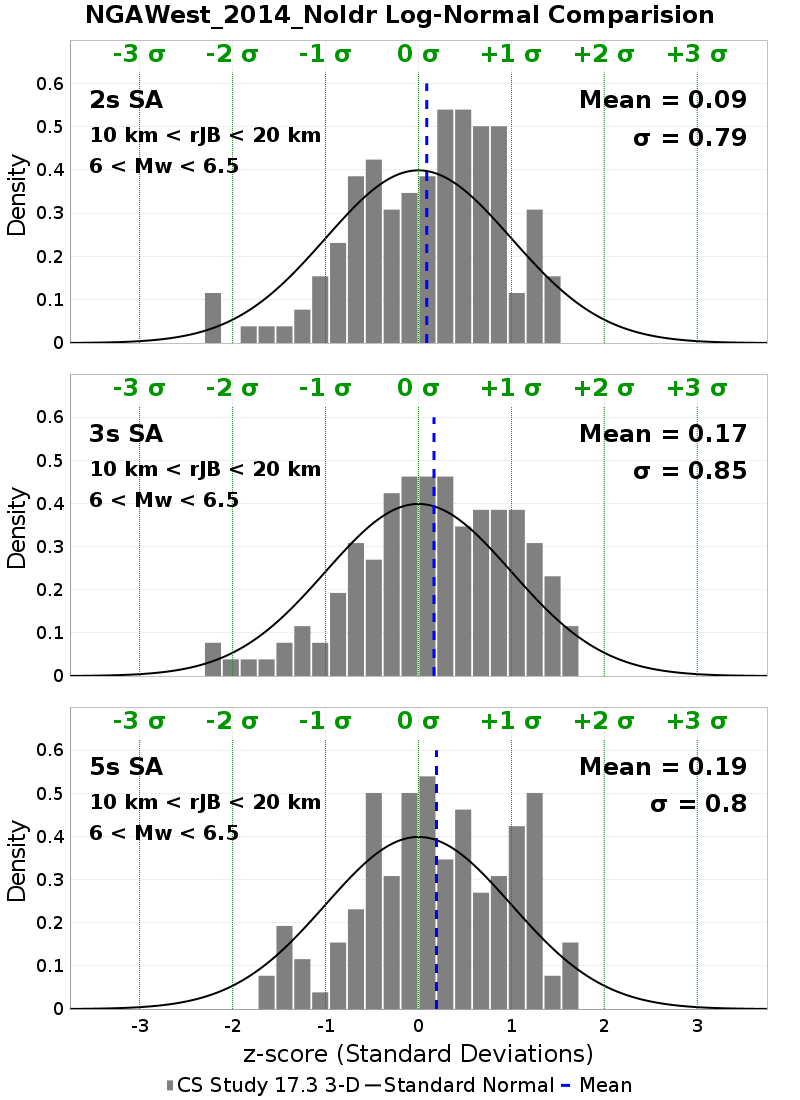 NGAWest_2014_NoIdr Log-Normal Comparision
-3 σ -2 σ -1 σ 0 σ +1 σ +2 σ +3 σ
0.6
2s SA
Mean = 0.09
0.5
10 km < rJB < 20 km
σ = 0.79
6 < Mw < 6.5
0.4
0.3
0.2
0.1
0
Density
-3 σ -2 σ -1 σ 0 σ +1 σ +2 σ +3 σ
0.6
3s SA
Mean = 0.17
0.5
10 km < rJB < 20 km
σ = 0.85
6 < Mw < 6.5
0.4
0.3
0.2
0.1
0
Density
-3 σ -2 σ -1 σ 0 σ +1 σ +2 σ +3 σ
0.6
5s SA
Mean = 0.19
0.5
10 km < rJB < 20 km
σ = 0.8
6 < Mw < 6.5
0.4
0.3
0.2
0.1
0
Density
-3 -2 -1 0 1 2 3
z-score (Standard Deviations)
CS Study 17.3 3-D Standard Normal Mean